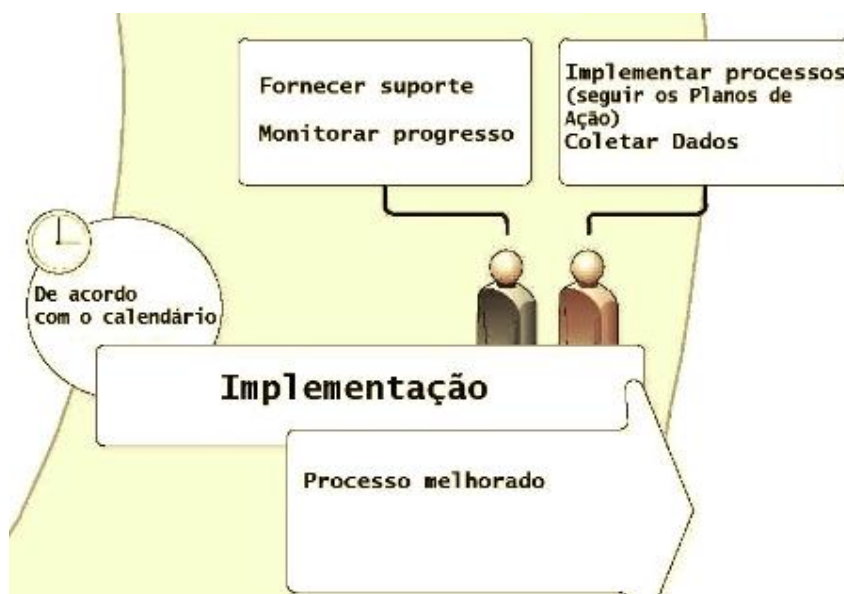 Fornecer suporte
Monitorar progresso
Implementar processos
(seguir os Planos de
Ação)
Coletar Dados
De acordo
com o calendário
Implementação
Processo melhorado